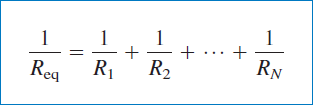 1/R_eq = 1/R_1 + 1/R_2 + ··· + 1/R_N